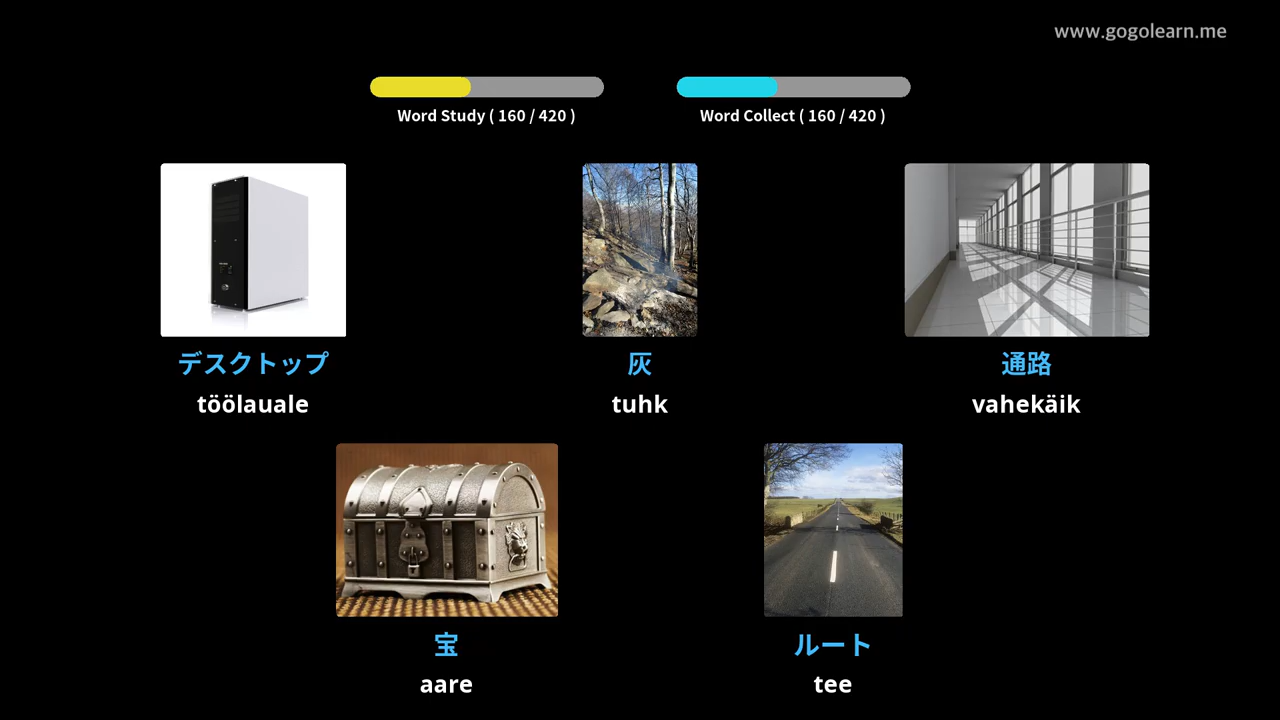 www.gogolearn.me
Word Study ( 160 / 420 )
Word Collect ( 160 / 420 )
デスクトップ
töölauale
灰
tuhk
通路
vahekäik
宝
aare
ルート
tee